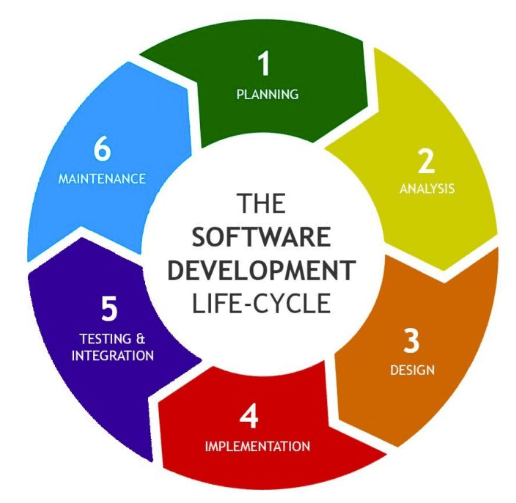 1
PLANNING
2
ANALYSIS
3
DESIGN
4
IMPLEMENTATION
5
TESTING &
INTEGRATION
6
MAINTENANCE
THE
SOFTWARE
DEVELOPMENT
LIFE-CYCLE